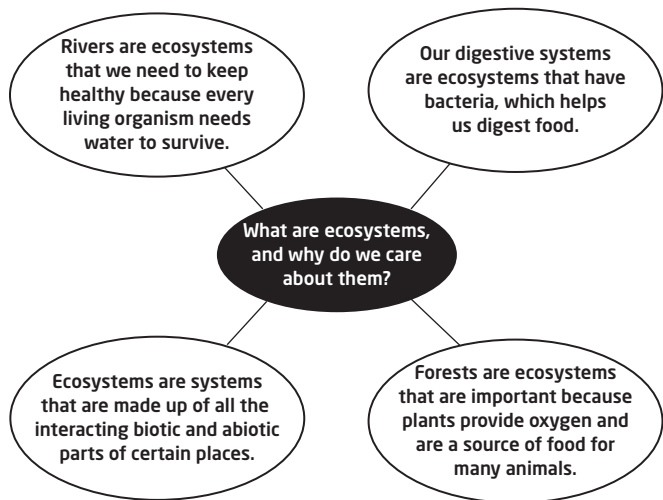 Rivers are ecosystems
that we need to keep
healthy because every
living organism needs
water to survive.
Our digestive systems
are ecosystems that have
bacteria, which helps
us digest food.
What are ecosystems,
and why do we care
about them?
Ecosystems are systems
that are made up of all the
interacting biotic and abiotic
parts of certain places.
Forests are ecosystems
that are important because
plants provide oxygen and
are a source of food for
many animals.